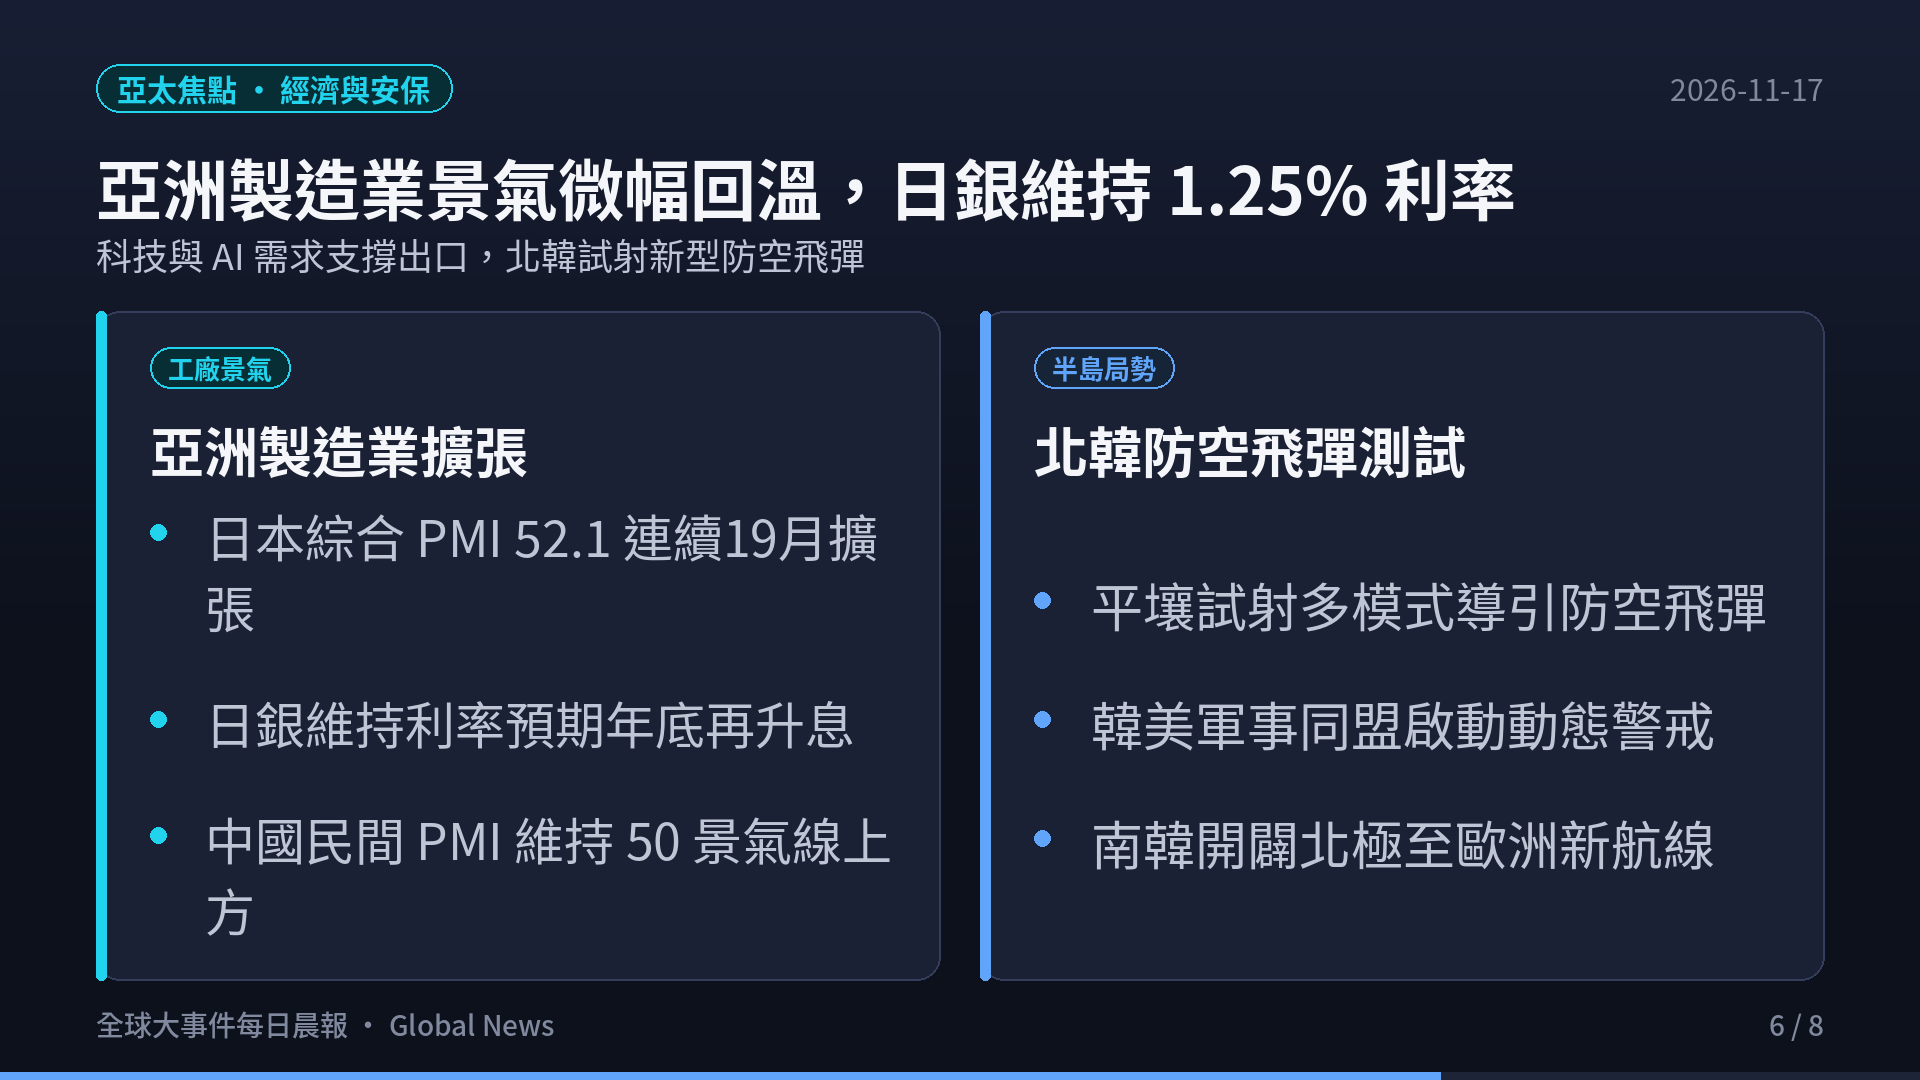 亞太焦點 • 經濟與安保
2026-11-17
亞洲製造業景氣微幅回溫，日銀維持 1.25% 利率
科技與 AI 需求支撐出口，北韓試射新型防空飛彈
工廠景氣
亞洲製造業擴張
日本綜合 PMI 52.1 連續19月擴
張
日銀維持利率預期年底再升息
中國民間 PMI 維持 50 景氣線上
方
半島局勢
北韓防空飛彈測試
平壤試射多模式導引防空飛彈
韓美軍事同盟啟動動態警戒
南韓開闢北極至歐洲新航線
全球大事件每日晨報 • Global News
6 / 8